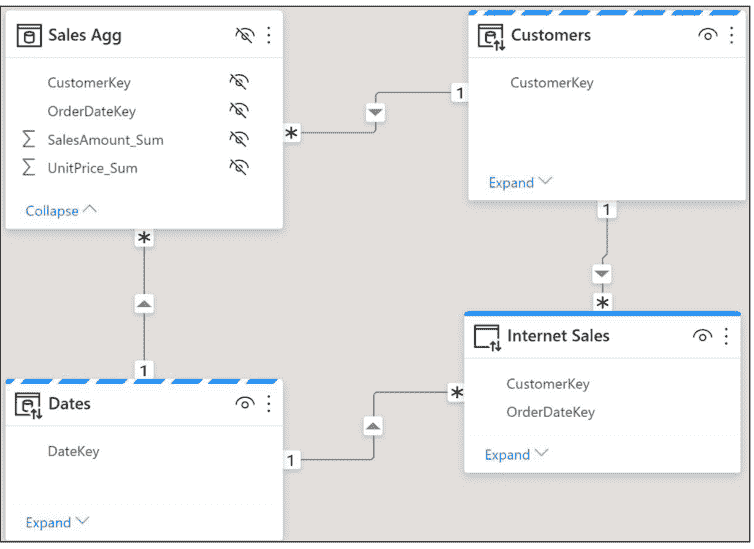 Sales Agg
CustomerKey
OrderDateKey
SalesAmount_Sum
UnitPrice_Sum
Collapse
Customers
CustomerKey
Expand
1
*
1
*
*
1
Dates
DateKey
Expand
1
*
Internet Sales
CustomerKey
OrderDateKey
Expand